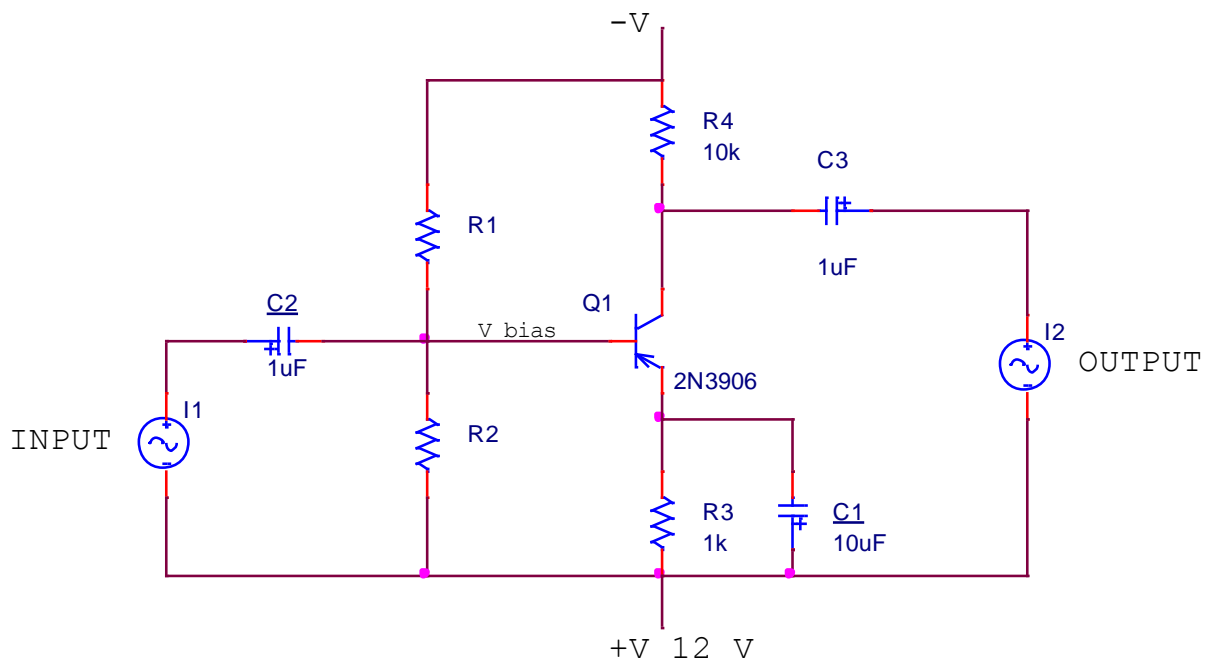 -V
R4
10k
C3
1uF
R1
Q1
C2
1uF
V bias
2N3906
I2
OUTPUT
I1
INPUT
R2
R3
1k
C1
10uF
+V 12 V